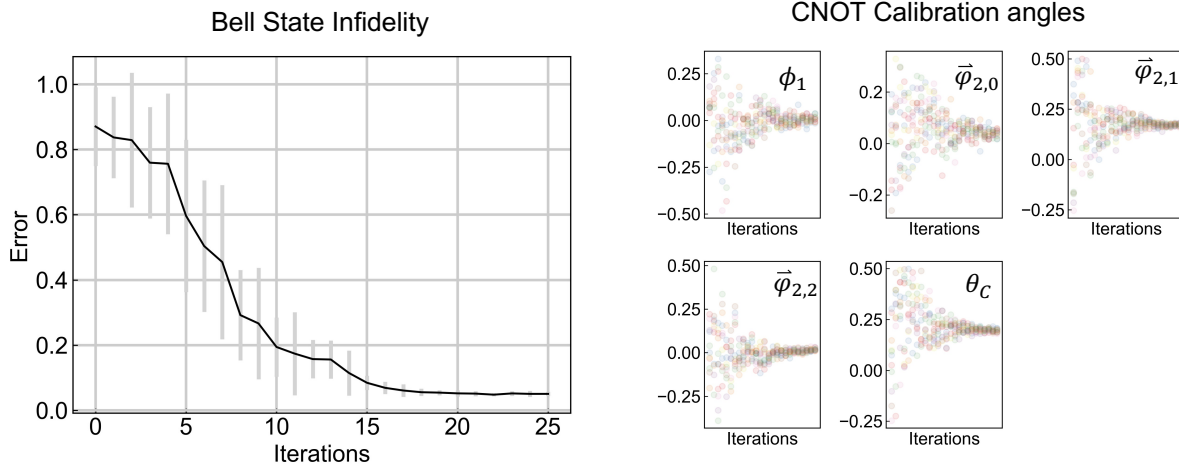 Bell State Infidelity
Error
1.0
0.8
0.6
0.4
0.2
0.0
0
5
10
15
20
25
Iterations
CNOT Calibration angles
ϕ₁
0.25
0.00
−0.25
−0.50
Iterations
φ⃗₂,₀
0.2
0.0
−0.2
Iterations
φ⃗₂,₁
0.50
0.25
0.00
−0.25
Iterations
φ⃗₂,₂
0.50
0.25
0.00
−0.25
Iterations
θ_C
0.50
0.25
0.00
−0.25
Iterations